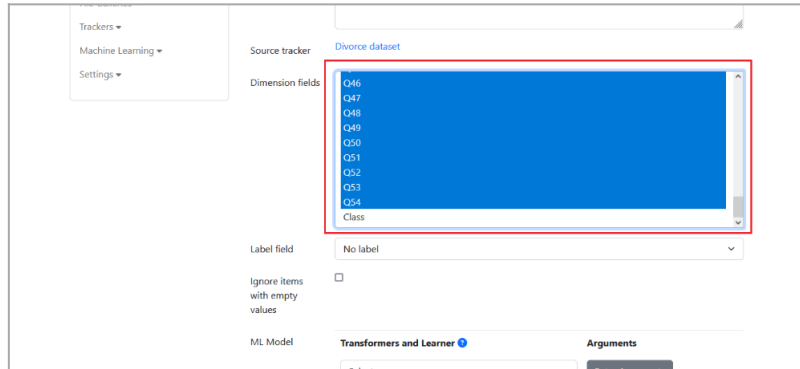 Trackers
Machine Learning
Settings
Source tracker
Divorce dataset
Dimension fields
Q46
Q47
Q48
Q49
Q50
Q51
Q52
Q53
Q54
Class
Label field
No label
Ignore items
with empty
values
ML Model
Transformers and Learner ?
Arguments